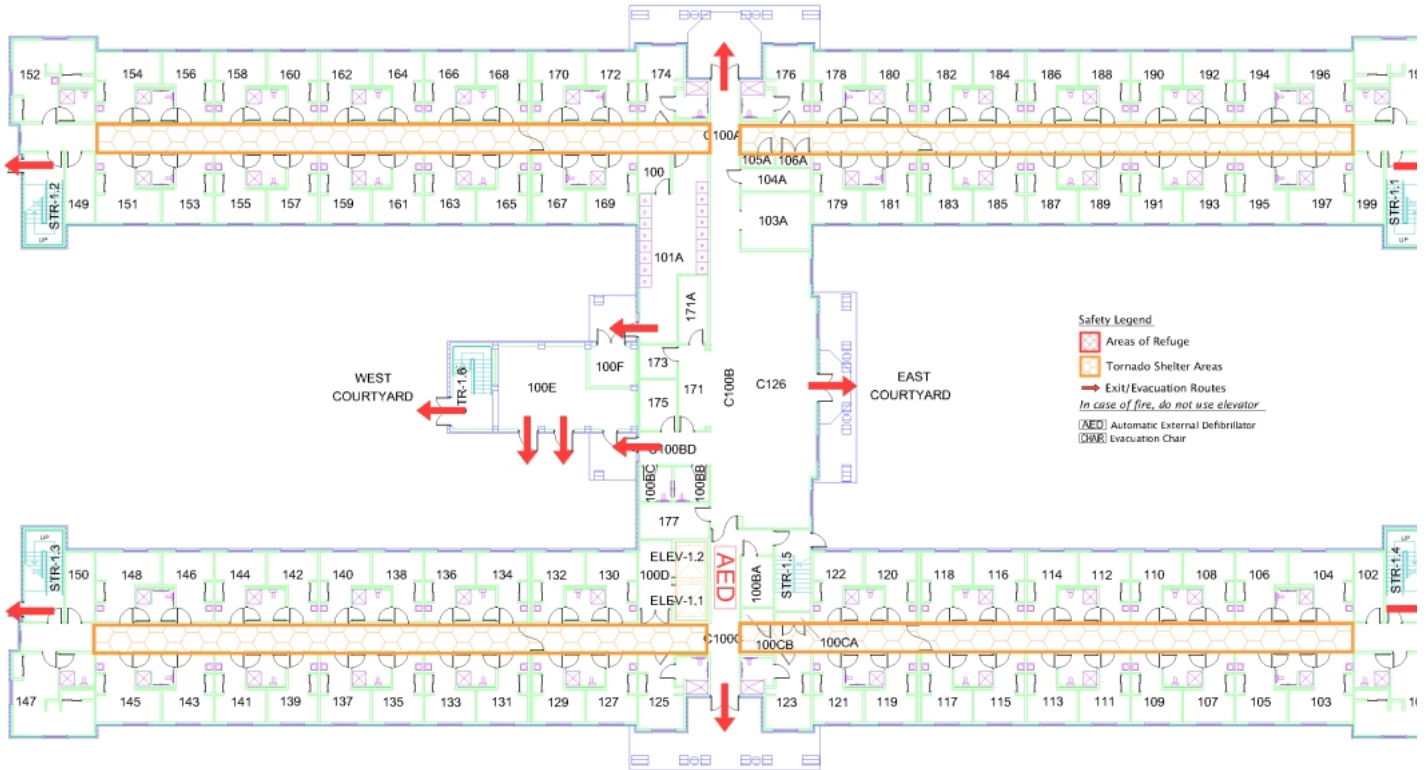 152 154 156 158 160 162 164 166 168 170 172 174 176 178 180 182 184 186 188 190 192 194 196
C100A
105A 106A
100
104A
STR-1.2 149 151 153 155 157 159 161 163 165 167 169
179 181 183 185 187 189 191 193 195 197 199 STR-1.1
UP
UP
103A
101A
171A
173
100F
100E
175
171
C100B
C126
WEST
COURTYARD
EAST
COURTYARD
Safety Legend
Areas of Refuge
Tornado Shelter Areas
Exit/Evacuation Routes
In case of fire, do not use elevator
AED Automatic External Defibrillator
CHAIR Evacuation Chair
100BC
100BB
177
UP
UP
STR-1.3 150 148 146 144 142 140 138 136 134 132 130
100D
ELEV-1.2
ELEV-1.1
AED
100BA
STR-1.5
122 120 118 116 114 112 110 108 106 104 102 STR-1.4
100CB
100CA
147 145 143 141 139 137 135 133 131 129 127 125 123 121 119 117 115 113 111 109 107 105 103